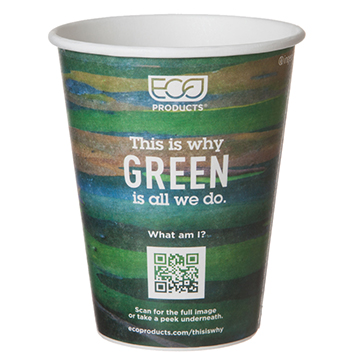 ECO
PRODUCTS®
This is why
GREEN
is all we do.
What am I?
Scan for the full image
or take a peek underneath.
ecoproducts.com/thisiswhy